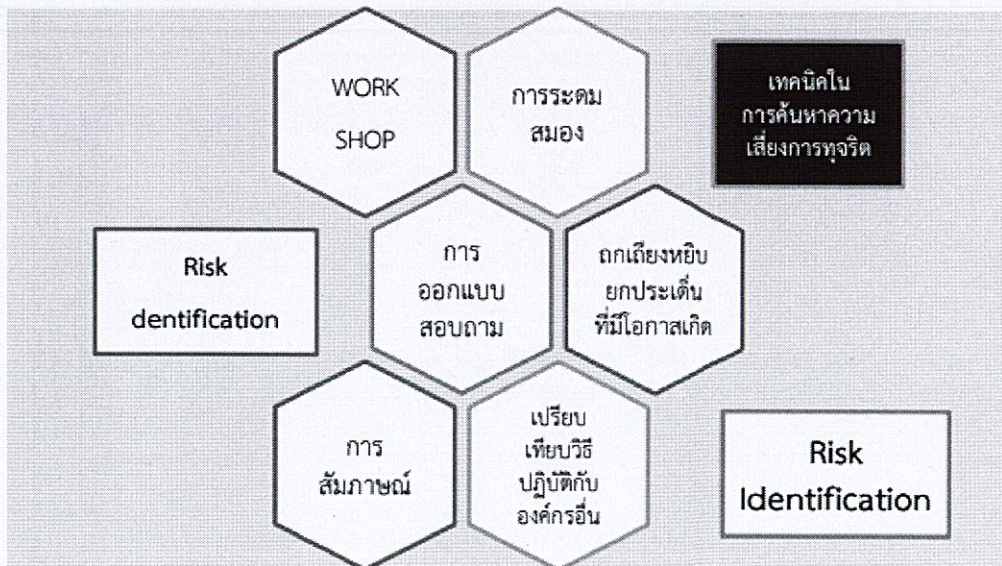 WORK
SHOP
การระดม
สมอง
เทคนิคใน
การค้นหาความ
เสี่ยงการทุจริต
Risk
dentification
การ
ออกแบบ
สอบถาม
ถกเถียงหยิบ
ยกประเด็น
ที่มีโอกาสเกิด
การ
สัมภาษณ์
เปรียบ
เทียบวิธี
ปฏิบัติกับ
องค์กรอื่น
Risk
Identification